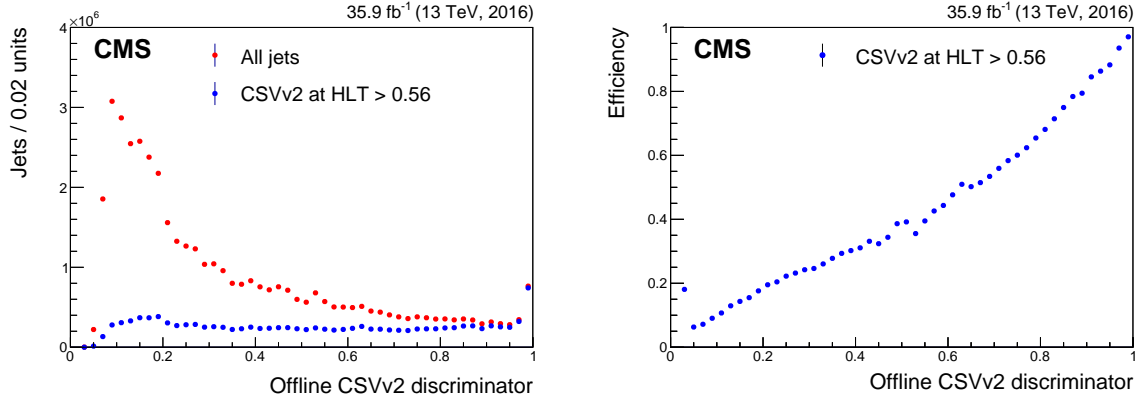 35.9 fb⁻¹ (13 TeV, 2016)
×10⁶
CMS
All jets
CSVv2 at HLT > 0.56
Jets / 0.02 units
4
3
2
1
0
0 0.2 0.4 0.6 0.8 1
Offline CSVv2 discriminator
35.9 fb⁻¹ (13 TeV, 2016)
CMS
CSVv2 at HLT > 0.56
Efficiency
1
0.8
0.6
0.4
0.2
0
0 0.2 0.4 0.6 0.8 1
Offline CSVv2 discriminator